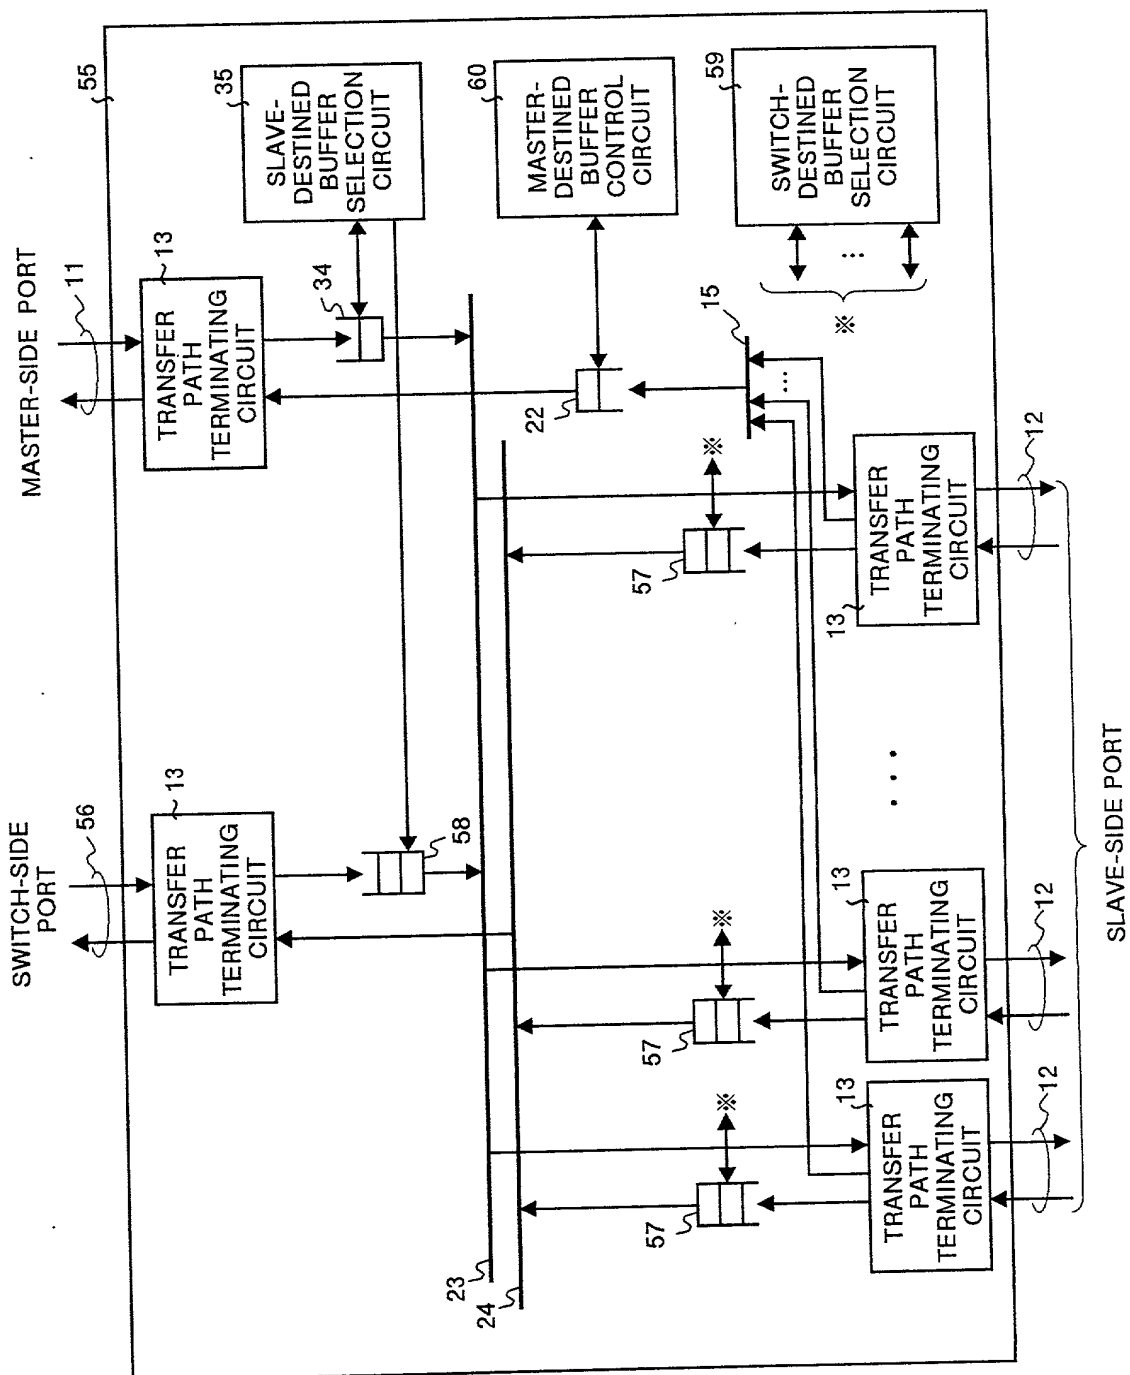 MASTER-SIDE PORT
11
SWITCH-SIDE
PORT
56
55
13
TRANSFER
PATH
TERMINATING
CIRCUIT
13
TRANSFER
PATH
TERMINATING
CIRCUIT
35
SLAVE-
DESTINED
BUFFER
SELECTION
CIRCUIT
34
58
60
MASTER-
DESTINED
BUFFER
CONTROL
CIRCUIT
22
59
SWITCH-
DESTINED
BUFFER
SELECTION
CIRCUIT
...
※
15
...
23
24
57
※
57
※
57
※
13
TRANSFER
PATH
TERMINATING
CIRCUIT
12
13
TRANSFER
PATH
TERMINATING
CIRCUIT
12
. . .
13
TRANSFER
PATH
TERMINATING
CIRCUIT
12
SLAVE-SIDE PORT